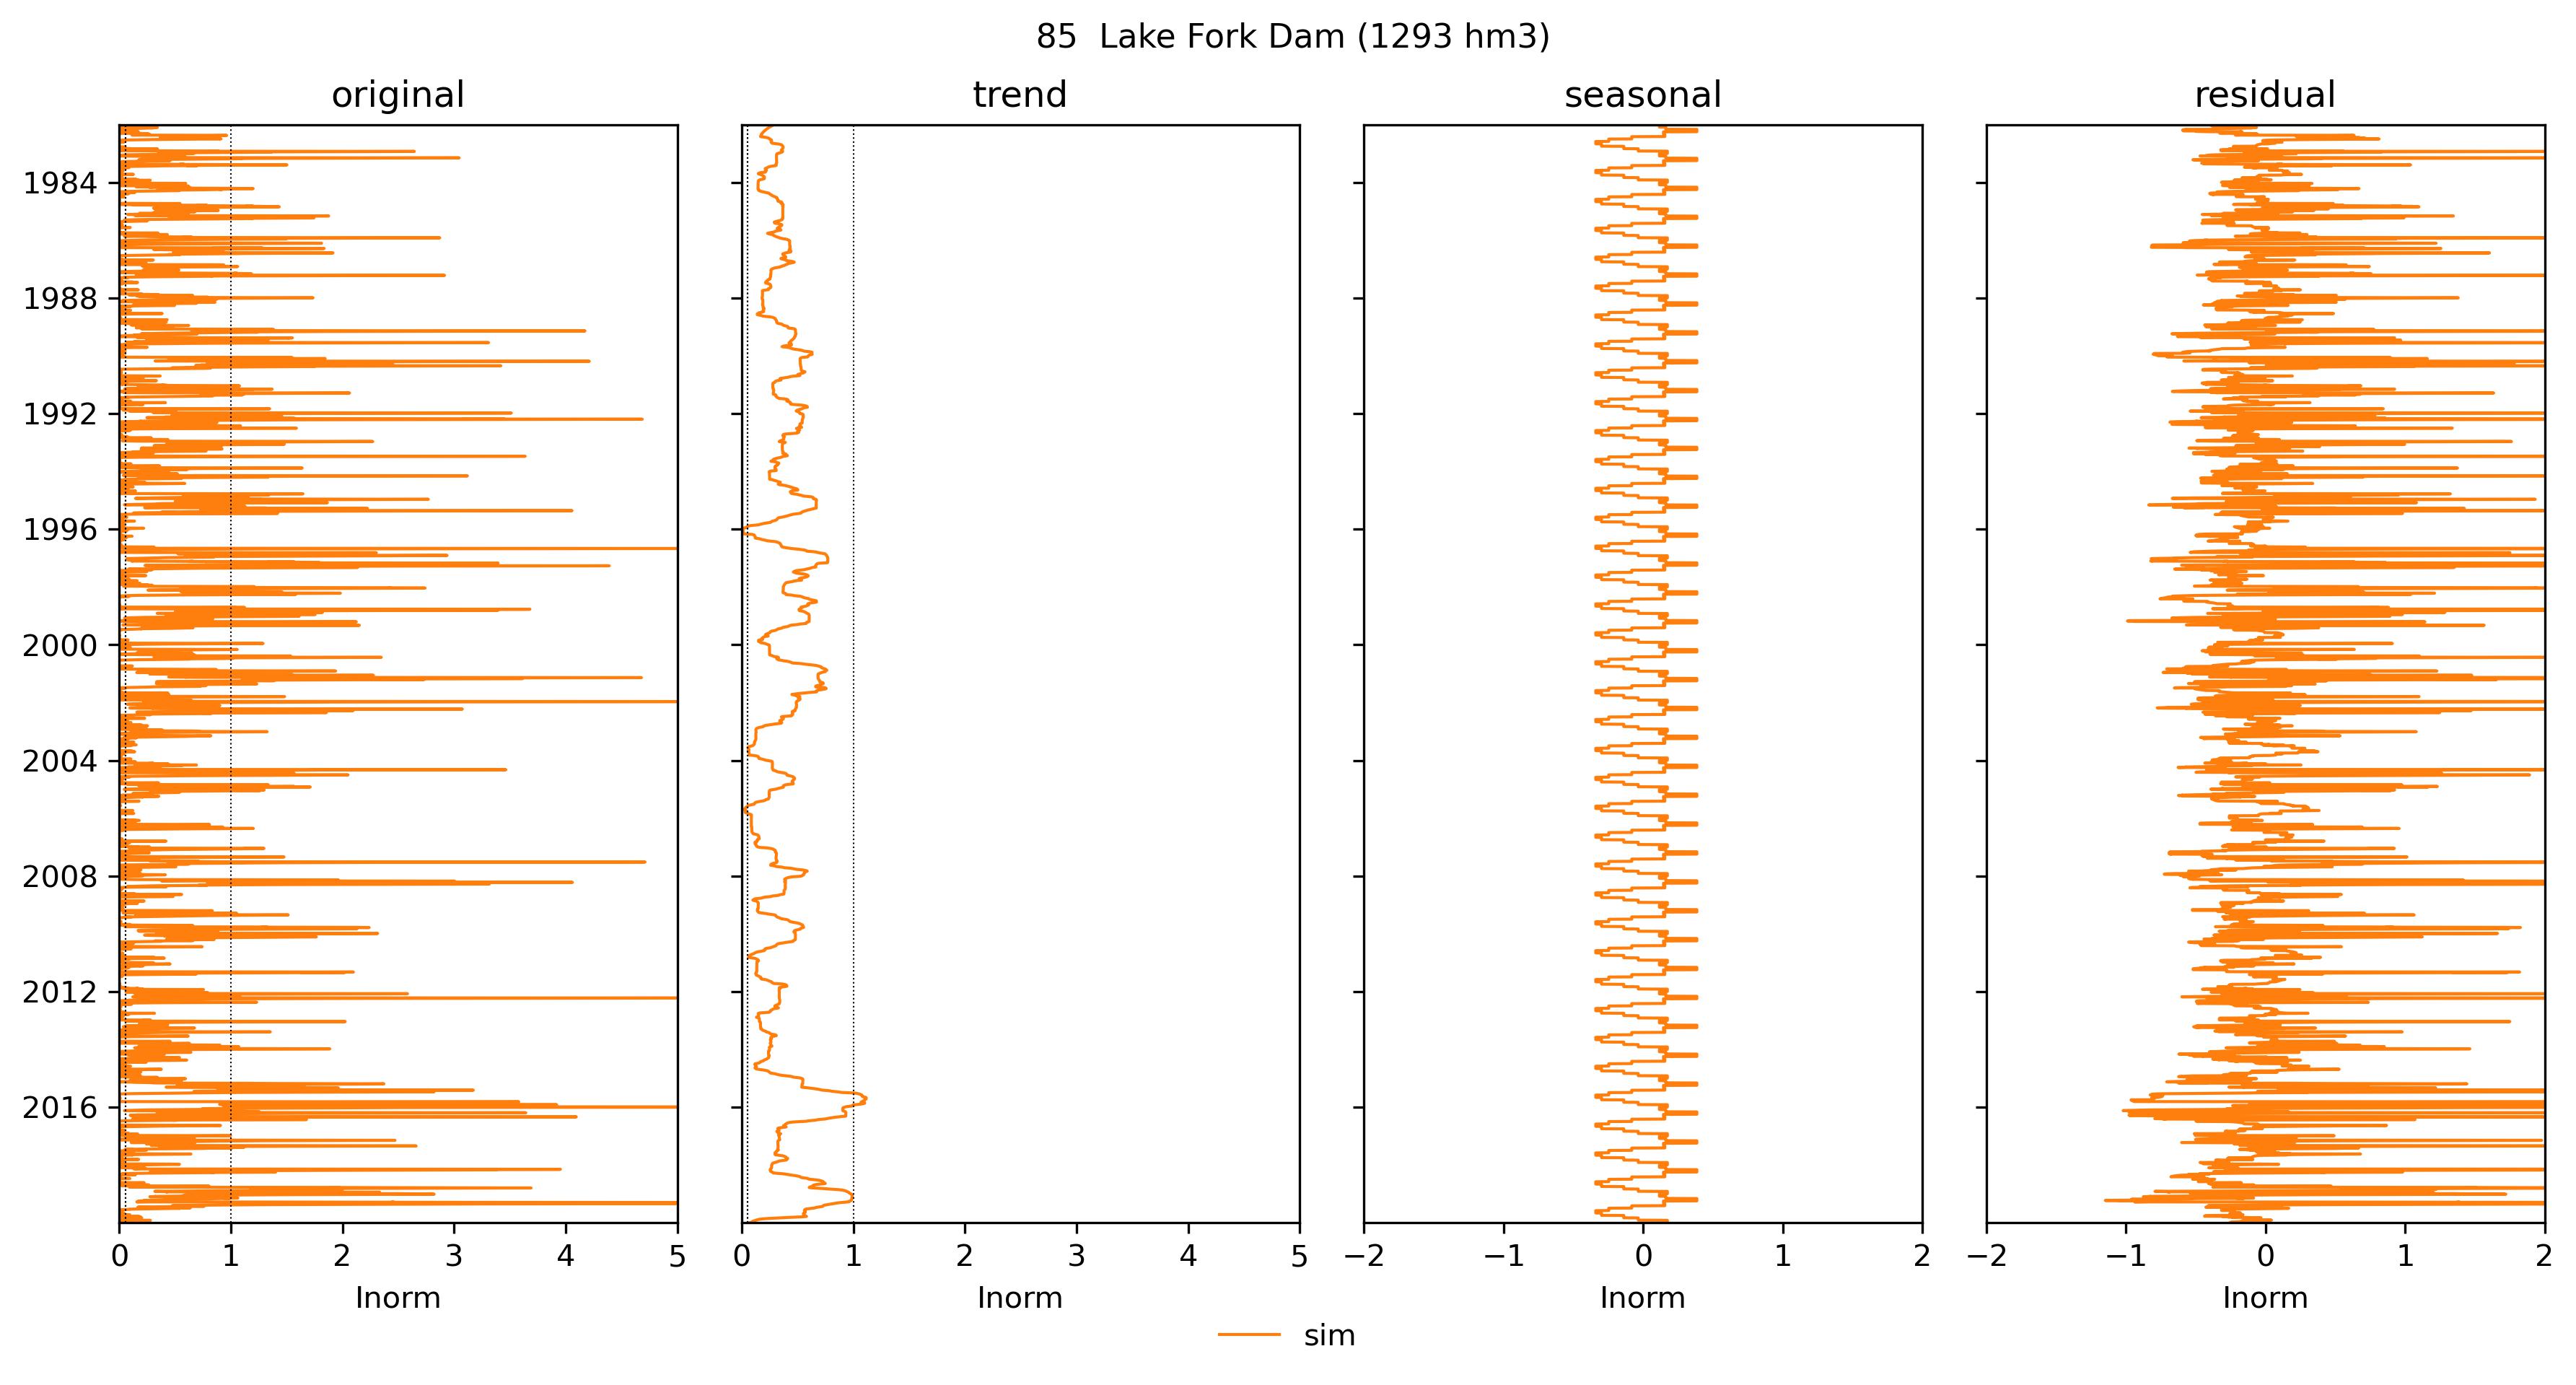 85  Lake Fork Dam (1293 hm3)
original
trend
seasonal
residual
1984
1988
1992
1996
2000
2004
2008
2012
2016
0 1 2 3 4 5
0 1 2 3 4 5
−2 −1 0 1 2
−2 −1 0 1 2
Inorm
Inorm
Inorm
Inorm
sim